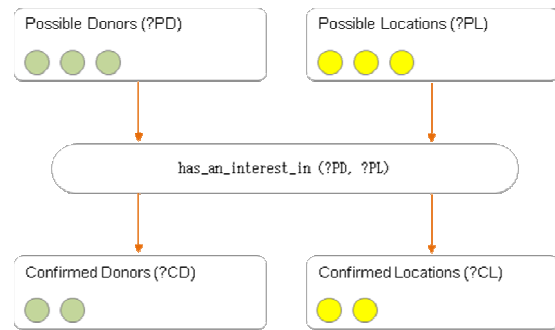 Possible Donors (?PD)
Possible Locations (?PL)
has_an_interest_in (?PD, ?PL)
Confirmed Donors (?CD)
Confirmed Locations (?CL)